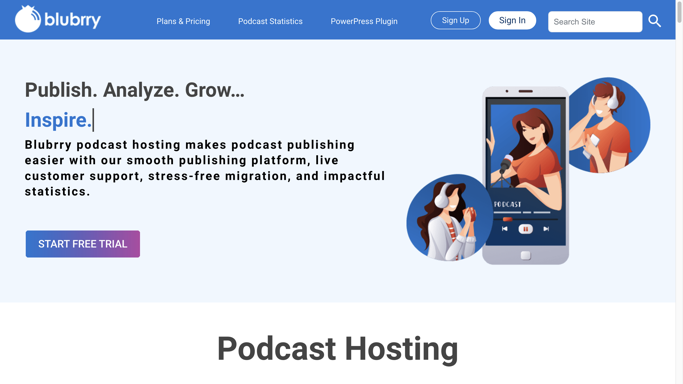 blubrry
Plans & Pricing
Podcast Statistics
PowerPress Plugin
Sign Up
Sign In
Search Site
Publish. Analyze. Grow...
Inspire.
Blubrry podcast hosting makes podcast publishing
easier with our smooth publishing platform, live
customer support, stress-free migration, and impactful
statistics.
PODCAST
START FREE TRIAL
Podcast Hosting